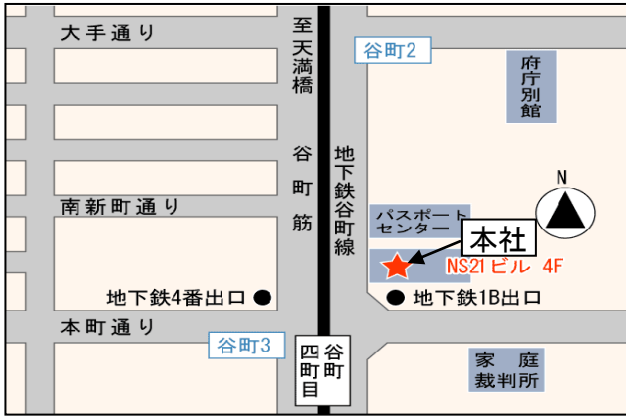 大手通り
至天満橋
谷町2
府庁別館
谷町筋
地下鉄谷町線
N
南新町通り
パスポート
センター
本社
NS21ビル 4F
地下鉄4番出口
地下鉄1B出口
本町通り
谷町3
谷町
四町目
家庭
裁判所